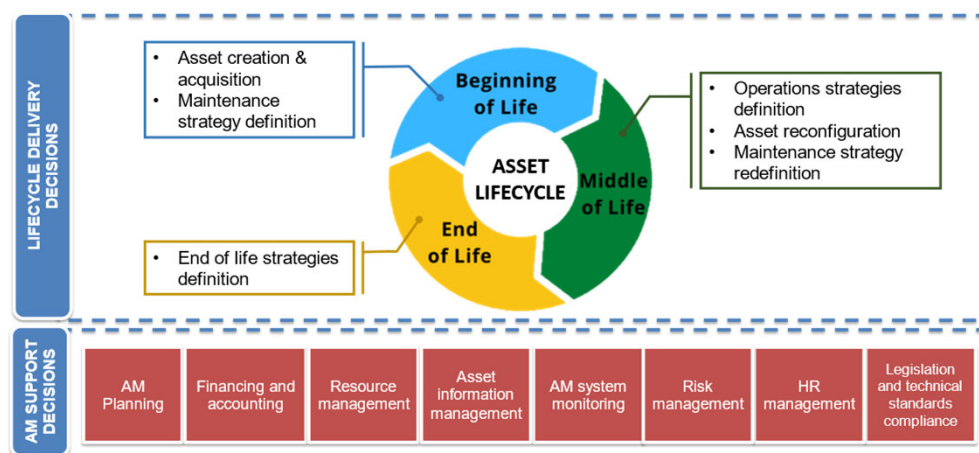 LIFECYCLE DELIVERY
DECISIONS
• Asset creation &
acquisition
• Maintenance
strategy definition
Beginning
of Life
• Operations strategies
definition
• Asset reconfiguration
• Maintenance strategy
redefinition
ASSET
LIFECYCLE
Middle
of Life
End
of Life
• End of life strategies
definition
AM SUPPORT
DECISIONS
AM
Planning
Financing and
accounting
Resource
management
Asset
information
management
AM system
monitoring
Risk
management
HR
management
Legislation
and technical
standards
compliance